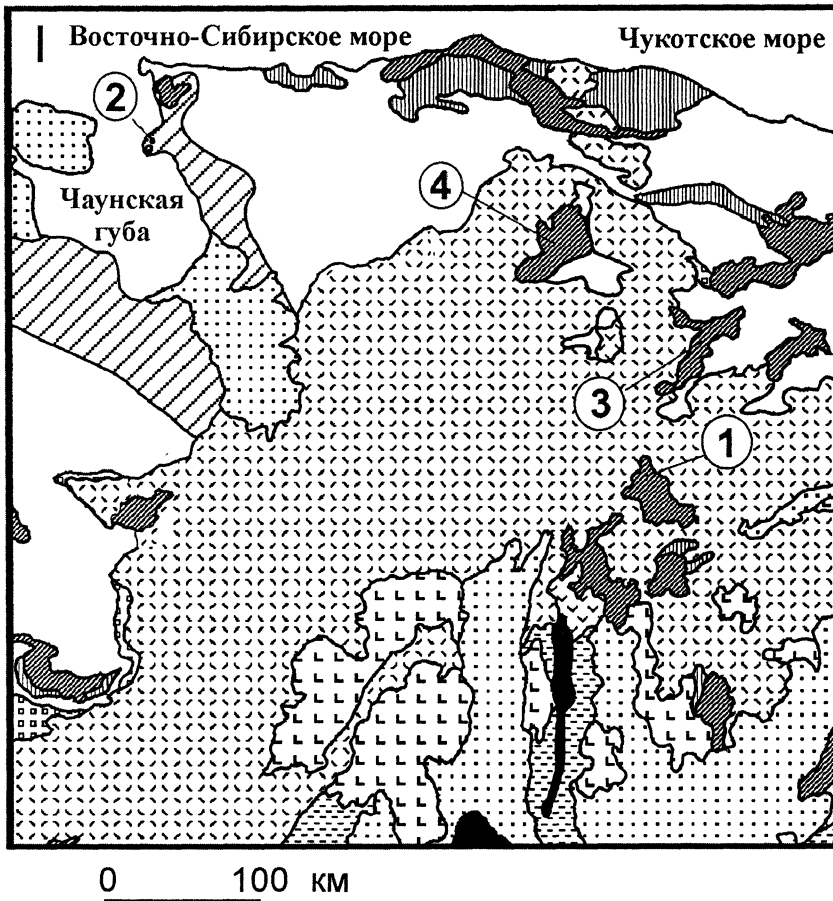 I Восточно-Сибирское море
Чукотское море
2
4
Чаунская
губа
3
1
0 100 км